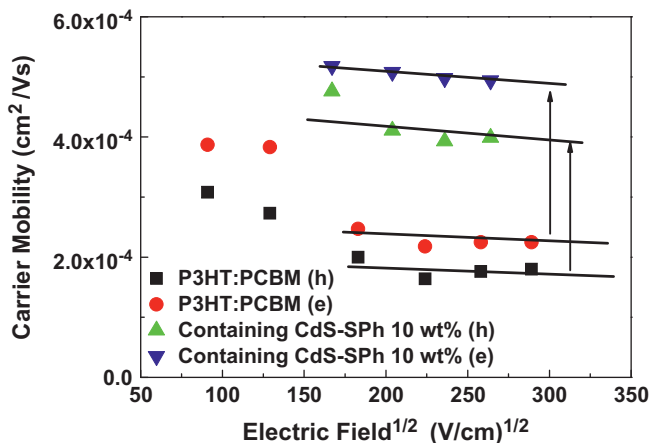 6.0x10⁻⁴
4.0x10⁻⁴
2.0x10⁻⁴
0.0
Carrier Mobility (cm²/Vs)
P3HT:PCBM (h)
P3HT:PCBM (e)
Containing CdS-SPh 10 wt% (h)
Containing CdS-SPh 10 wt% (e)
50 100 150 200 250 300 350
Electric Field¹/² (V/cm)¹/²